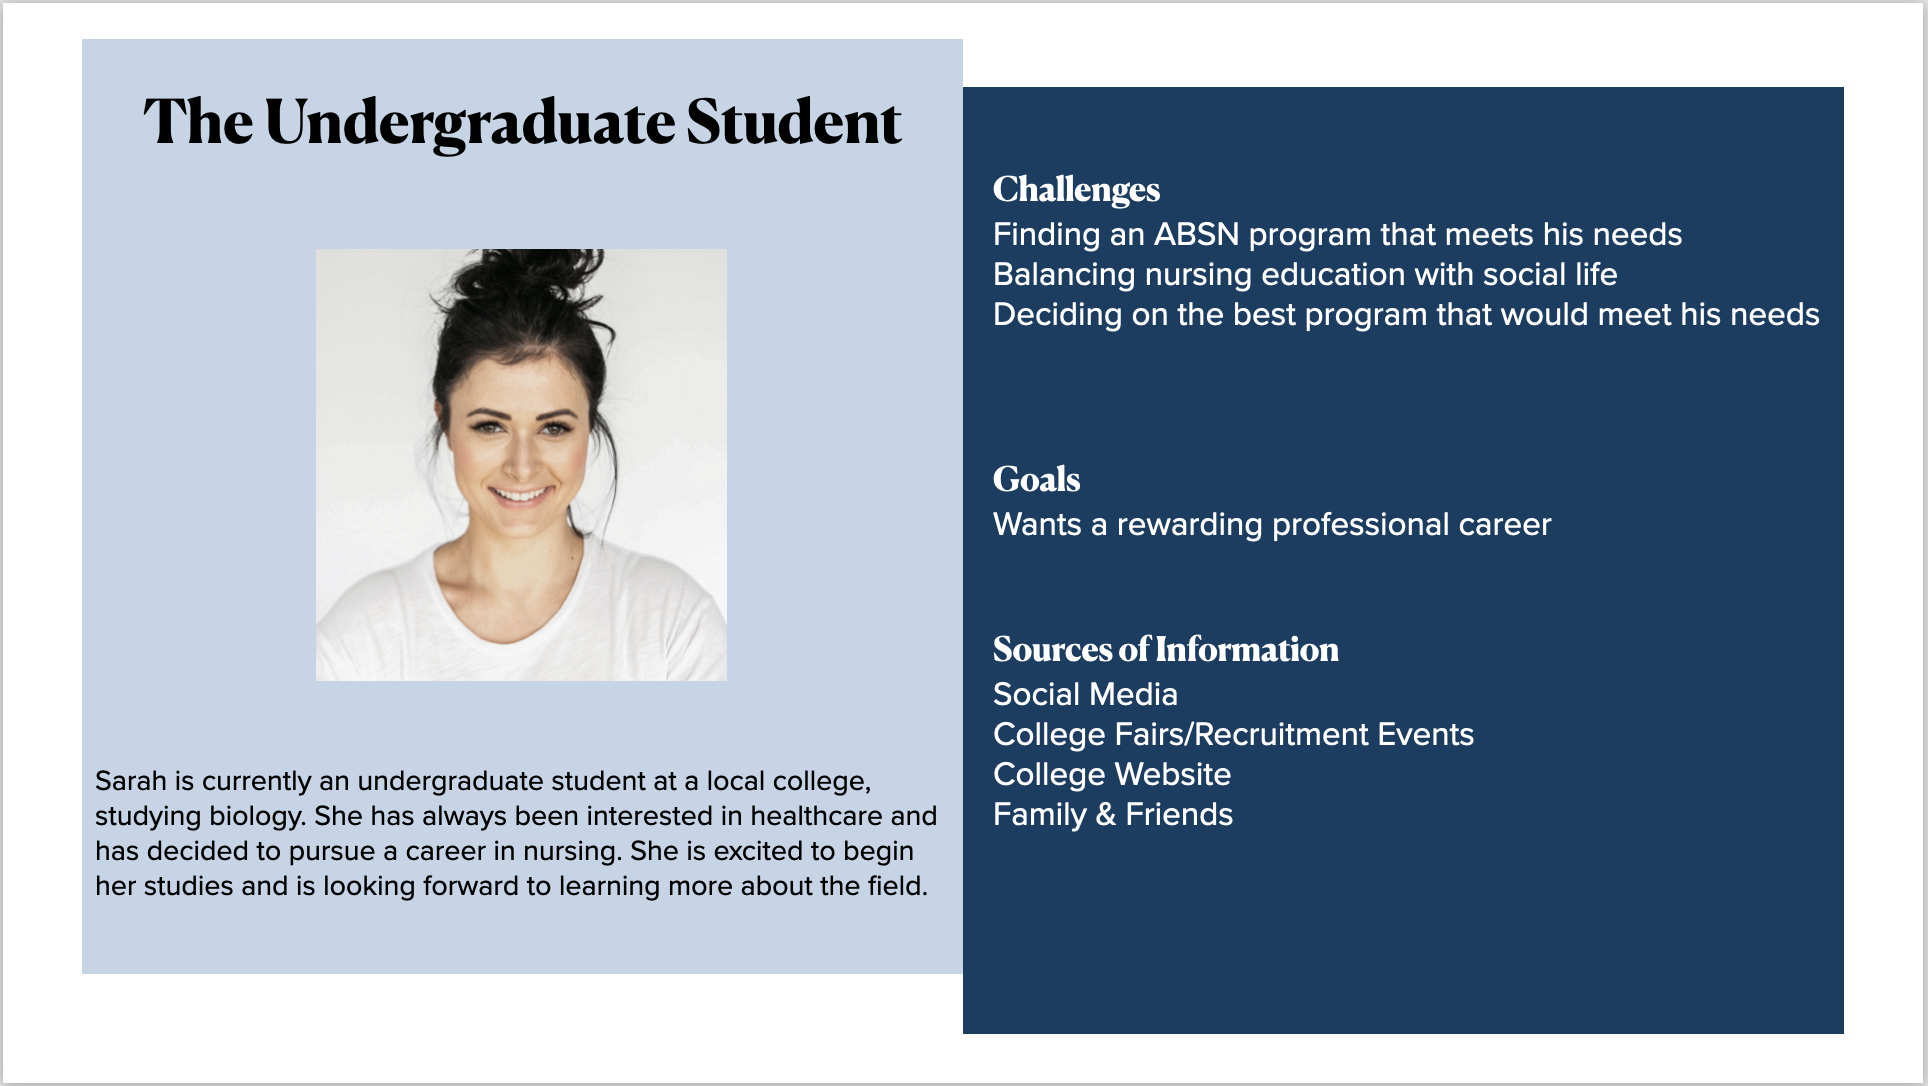 The Undergraduate Student
Sarah is currently an undergraduate student at a local college,
studying biology. She has always been interested in healthcare and
has decided to pursue a career in nursing. She is excited to begin
her studies and is looking forward to learning more about the field.
Challenges
Finding an ABSN program that meets his needs
Balancing nursing education with social life
Deciding on the best program that would meet his needs
Goals
Wants a rewarding professional career
Sources of Information
Social Media
College Fairs/Recruitment Events
College Website
Family & Friends